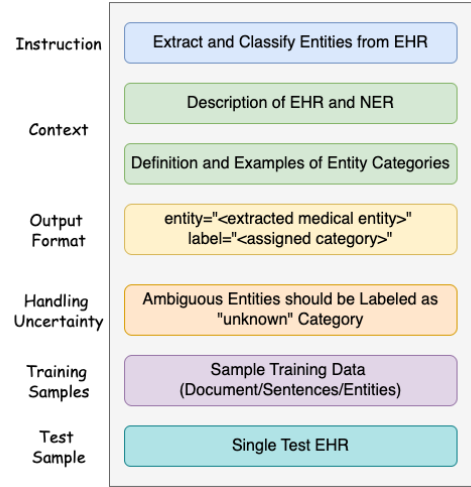 Instruction
Extract and Classify Entities from EHR
Context
Description of EHR and NER
Definition and Examples of Entity Categories
Output
Format
entity="<extracted medical entity>"
label="<assigned category>"
Handling
Uncertainty
Ambiguous Entities should be Labeled as
"unknown" Category
Training
Samples
Sample Training Data
(Document/Sentences/Entities)
Test
Sample
Single Test EHR